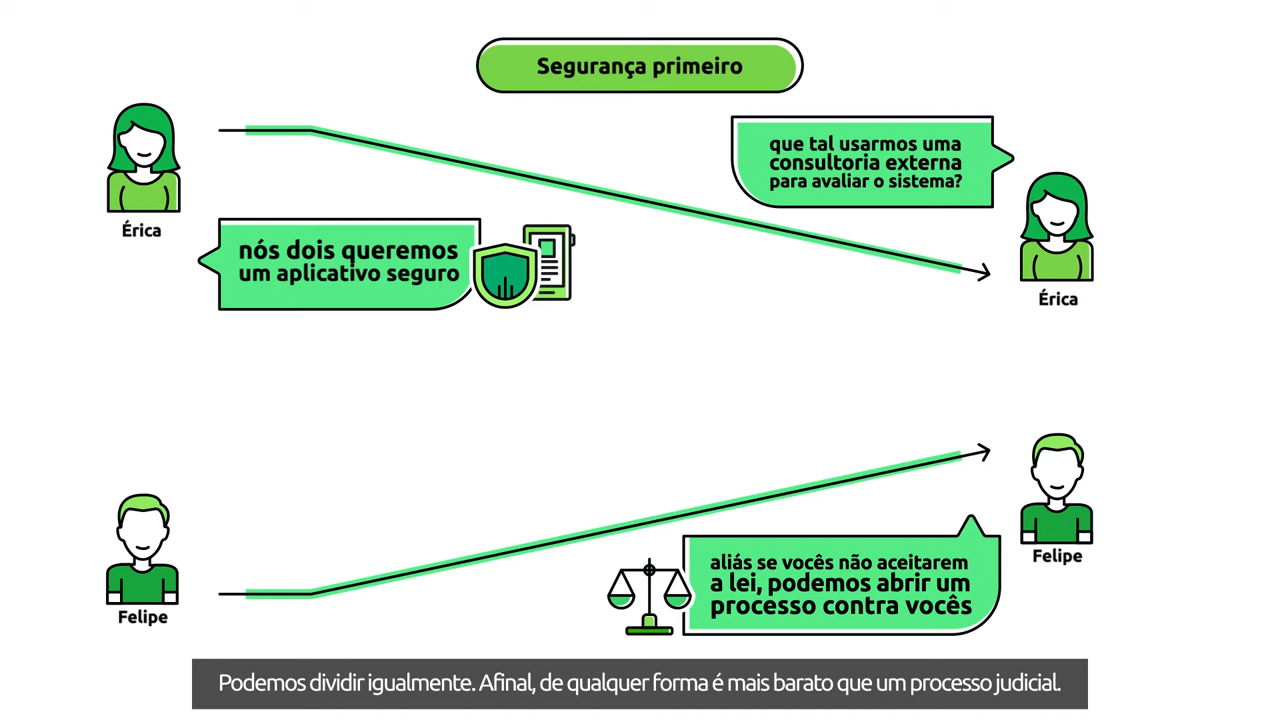 Segurança primeiro
que tal usarmos uma
consultoria externa
para avaliar o sistema?
Érica
nós dois queremos
um aplicativo seguro
Érica
Felipe
aliás se vocês não aceitarem
a lei, podemos abrir um
processo contra vocês
Felipe
Podemos dividir igualmente. Afinal, de qualquer forma é mais barato que um processo judicial.